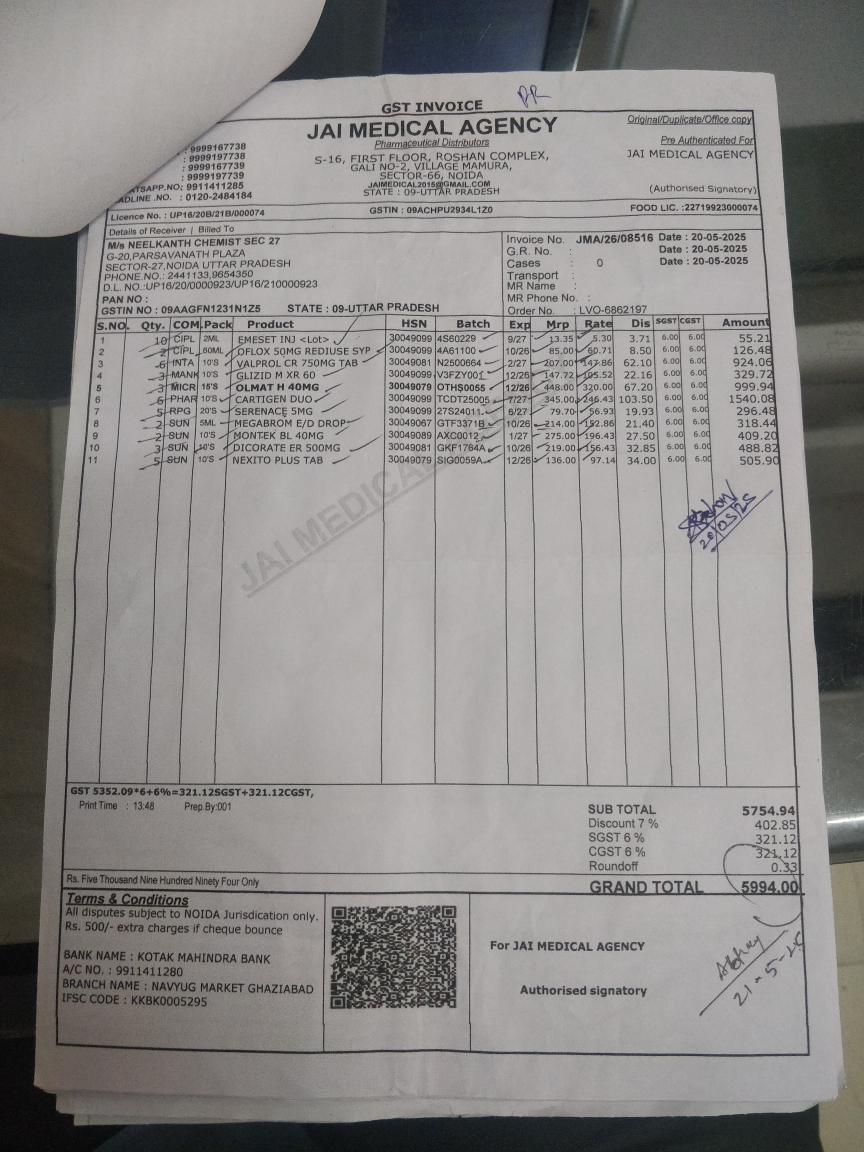 GST INVOICE
JAI MEDICAL AGENCY
Pharmaceutical Distributors
S-16, FIRST FLOOR, ROSHAN COMPLEX,
GALI NO-2, VILLAGE MAMURA,
SECTOR-66, NOIDA
JAIMEDICAL2015@GMAIL.COM
STATE : 09-UTTAR PRADESH
: 9999167738
: 9999197738
: 9999167739
: 9999197739
ATSAPP.NO: 9911411285
ADLINE .NO. : 0120-2484184
Original/Duplicate/Office copy
Pre Authenticated For
JAI MEDICAL AGENCY
(Authorised Signatory)
Licence No. : UP16/20B/21B/000074 GSTIN : 09ACHPU2934L1Z0 FOOD LIC. :22719923000074
Details of Receiver | Billed To
M/s NEELKANTH CHEMIST SEC 27
G-20,PARSAVANATH PLAZA
SECTOR-27,NOIDA UTTAR PRADESH
PHONE.NO.: 2441133,9654350
D.L. NO.:UP16/20/0000923/UP16/210000923
PAN NO :
GSTIN NO : 09AAGFN1231N1Z5 STATE : 09-UTTAR PRADESH
Invoice No. JMA/26/08516 Date : 20-05-2025
G.R. No. : Date : 20-05-2025
Cases : 0 Date : 20-05-2025
Transport :
MR Name :
MR Phone No. :
Order No. : LVO-6862197
S.NO. Qty. COM. Pack Product HSN Batch Exp Mrp Rate Dis SGST CGST Amount
1 10 CIPL 2ML EMESET INJ <Lot> 30049099 4S60229 9/27 13.35 5.30 3.71 6.00 6.00 55.21
2 2 CIPL 60ML OFLOX 50MG REDIUSE SYP 30049099 4A61100 10/26 85.00 60.71 8.50 6.00 6.00 126.48
3 6 INTA 10'S VALPROL CR 750MG TAB 30049081 N2500664 2/27 207.00 147.86 62.10 6.00 6.00 924.06
4 3 MANK 10'S GLIZID M XR 60 30049099 V3FZY001 12/26 147.72 105.52 22.16 6.00 6.00 329.72
5 3 MICR 15'S OLMAT H 40MG 30049079 OTHS0055 12/26 448.00 320.00 67.20 6.00 6.00 999.94
6 6 PHAR 10'S CARTIGEN DUO 30049099 TCDT25005 7/27 345.00 246.43 103.50 6.00 6.00 1540.08
7 5 RPG 20'S SERENACE 5MG 30049099 27S24011 6/27 79.70 56.93 19.93 6.00 6.00 296.48
8 2 SUN 5ML MEGABROM E/D DROP 30049067 GTF3371B 10/26 214.00 152.86 21.40 6.00 6.00 318.44
9 2 SUN 10'S MONTEK BL 40MG 30049089 AXC0012 1/27 275.00 196.43 27.50 6.00 6.00 409.20
10 3 SUN 10'S DICORATE ER 500MG 30049081 GKF1764A 10/26 219.00 156.43 32.85 6.00 6.00 488.82
11 5 SUN 10'S NEXITO PLUS TAB 30049079 SIG0059A 12/26 136.00 97.14 34.00 6.00 6.00 505.90
JAI MEDICAL
20/05/25
GST 5352.09*6+6%=321.12SGST+321.12CGST,
Print Time : 13:48 Prep.By:001
SUB TOTAL 5754.94
Discount 7 % 402.85
SGST 6 % 321.12
CGST 6 % 321.12
Roundoff 0.33
Rs. Five Thousand Nine Hundred Ninety Four Only
GRAND TOTAL 5994.00
Terms & Conditions
All disputes subject to NOIDA Jurisdication only.
Rs. 500/- extra charges if cheque bounce
BANK NAME : KOTAK MAHINDRA BANK
A/C NO. : 9911411280
BRANCH NAME : NAVYUG MARKET GHAZIABAD
IFSC CODE : KKBK0005295
For JAI MEDICAL AGENCY
Authorised signatory
Abhay
21-5-25